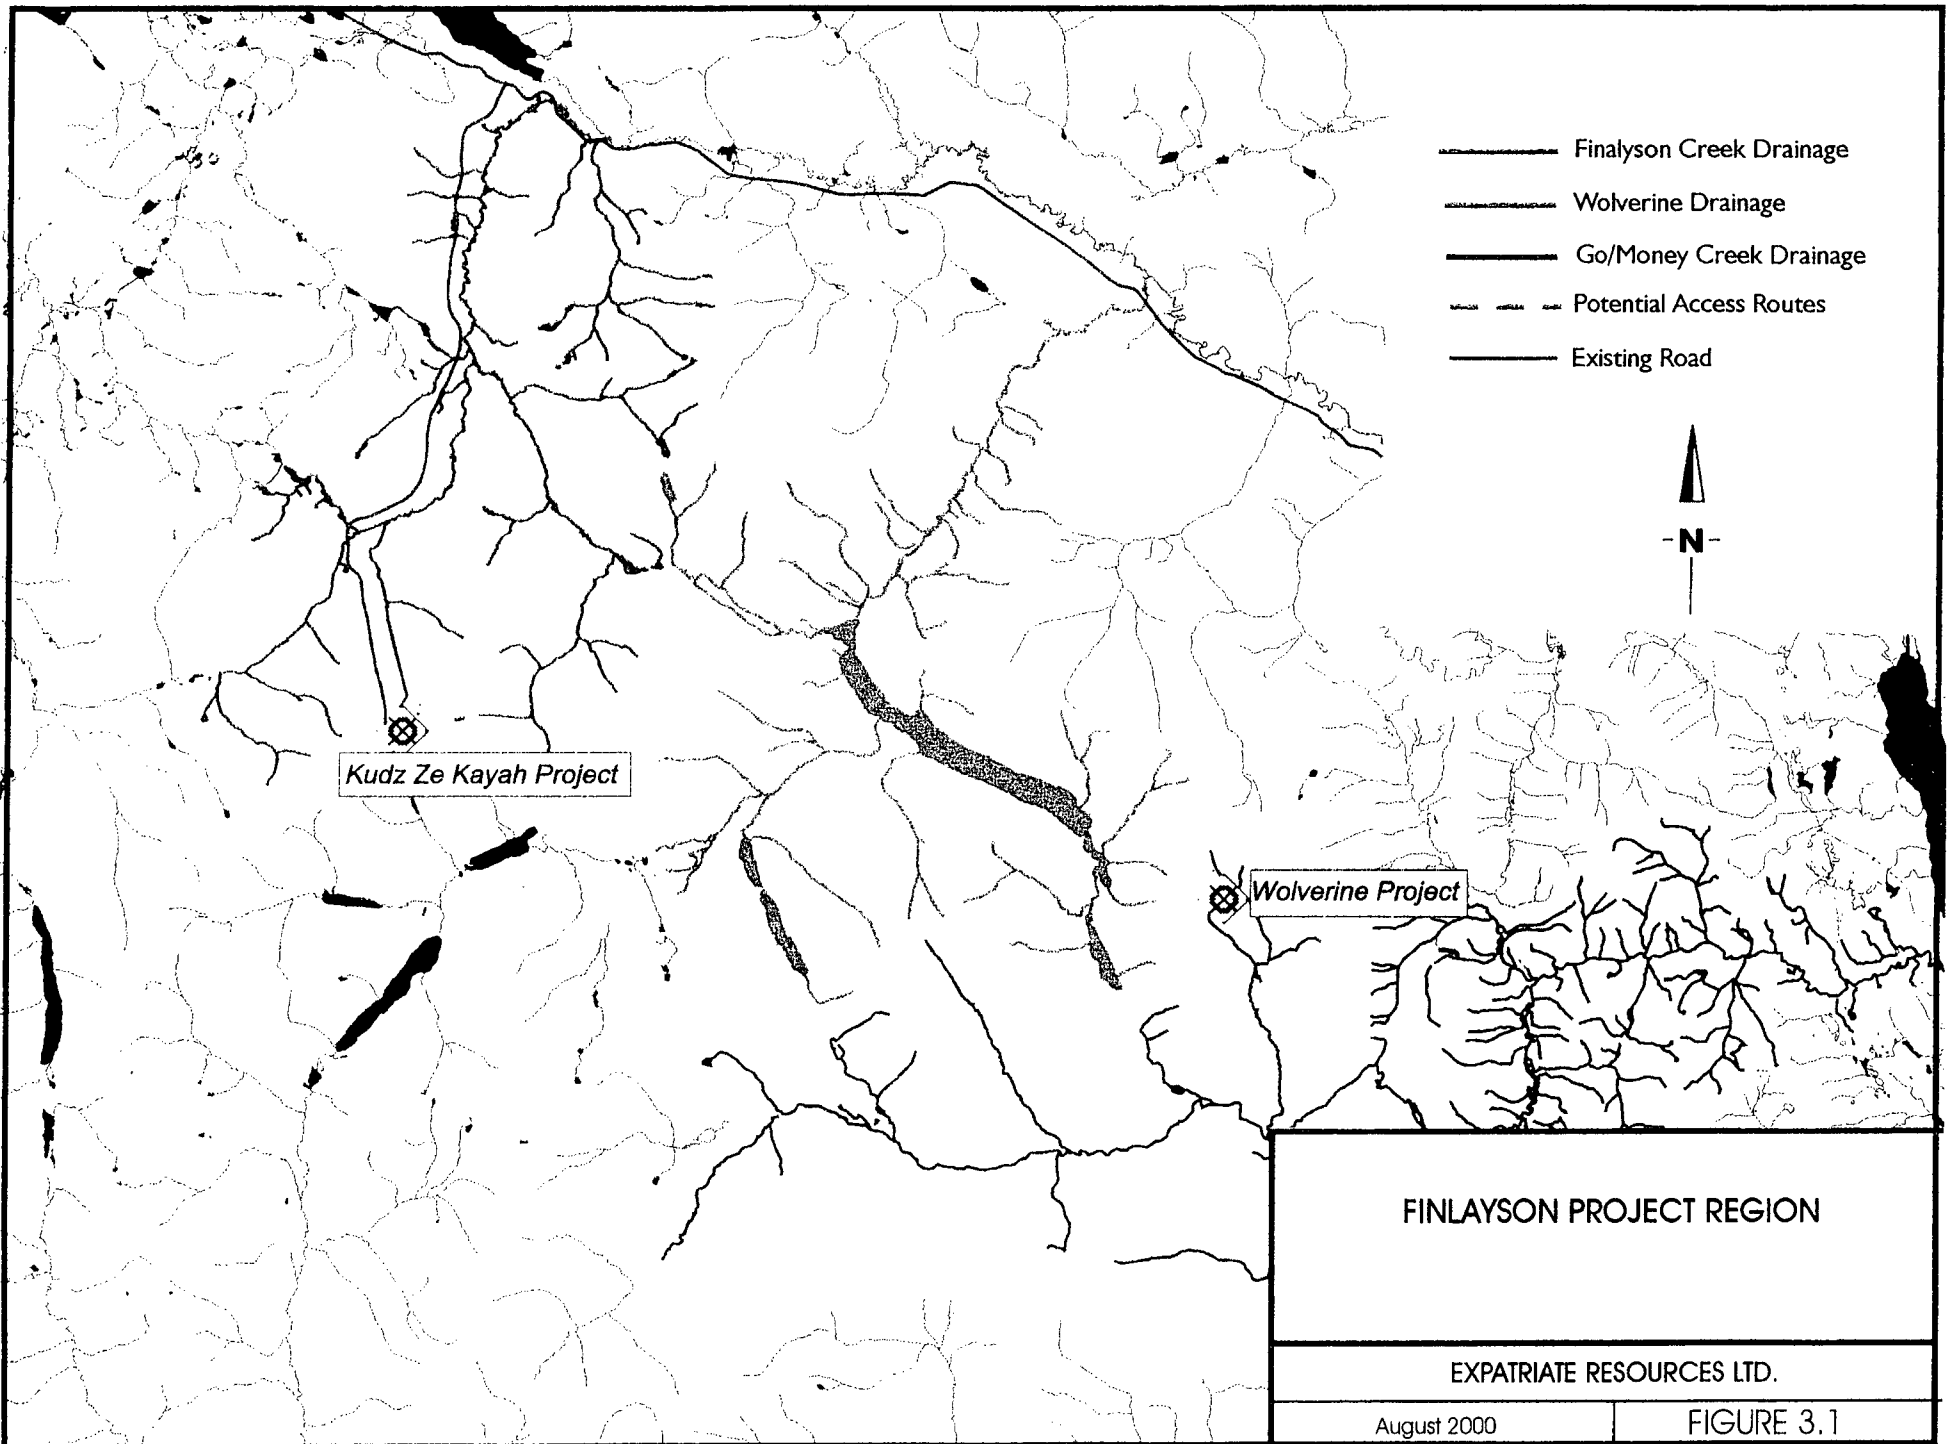 Finalyson Creek Drainage
Wolverine Drainage
Go/Money Creek Drainage
Potential Access Routes
Existing Road
-N-
Kudz Ze Kayah Project
Wolverine Project
FINLAYSON PROJECT REGION
EXPATRIATE RESOURCES LTD.
August 2000
FIGURE 3.1